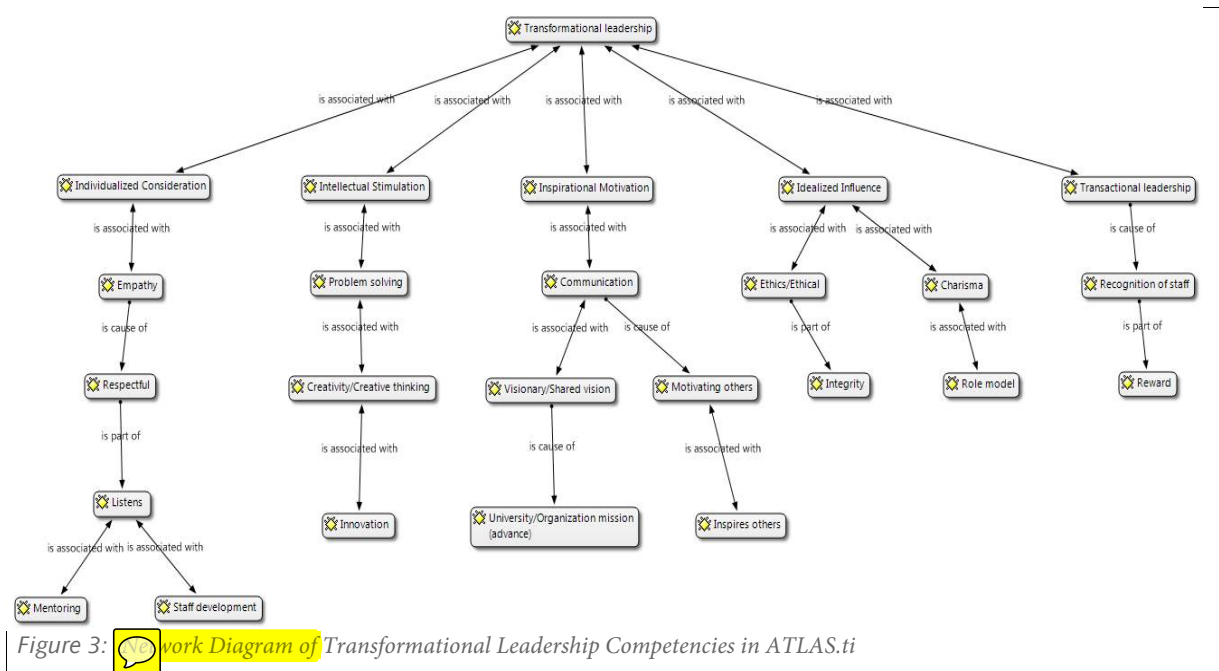 Transformational leadership
is associated with
is associated with
is associated with
is associated with
is associated with
Individualized Consideration
Intellectual Stimulation
Inspirational Motivation
Idealized Influence
Transactional leadership
is associated with
is associated with
is associated with
is associated with
is associated with
is cause of
Empathy
Problem solving
Communication
Ethics/Ethical
Charisma
Recognition of staff
is cause of
is associated with
is associated with
is cause of
is part of
is associated with
is part of
Respectful
Creativity/Creative thinking
Visionary/Shared vision
Motivating others
Integrity
Role model
Reward
is part of
is associated with
is cause of
is associated with
Listens
Innovation
University/Organization mission
(advance)
Inspires others
is associated with
is associated with
Mentoring
Staff development
Figure 3: Diagram of Transformational Leadership Competencies in ATLAS.ti